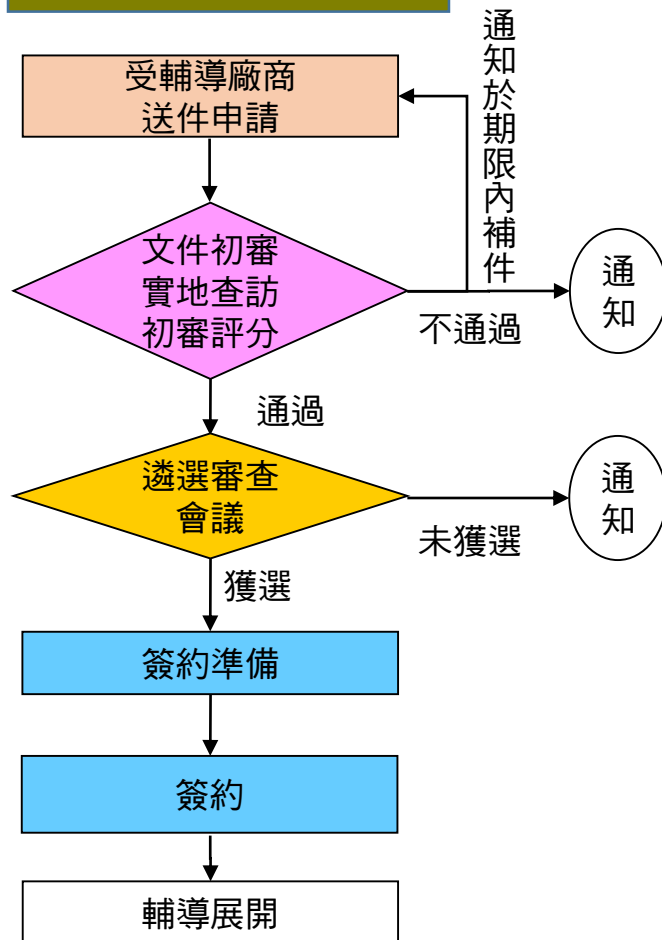 受輔導廠商
送件申請
通知於期限內補件
文件初審
實地查訪
初審評分
不通過
通
知
通過
遴選審查
會議
未獲選
通
知
獲選
簽約準備
簽約
輔導展開